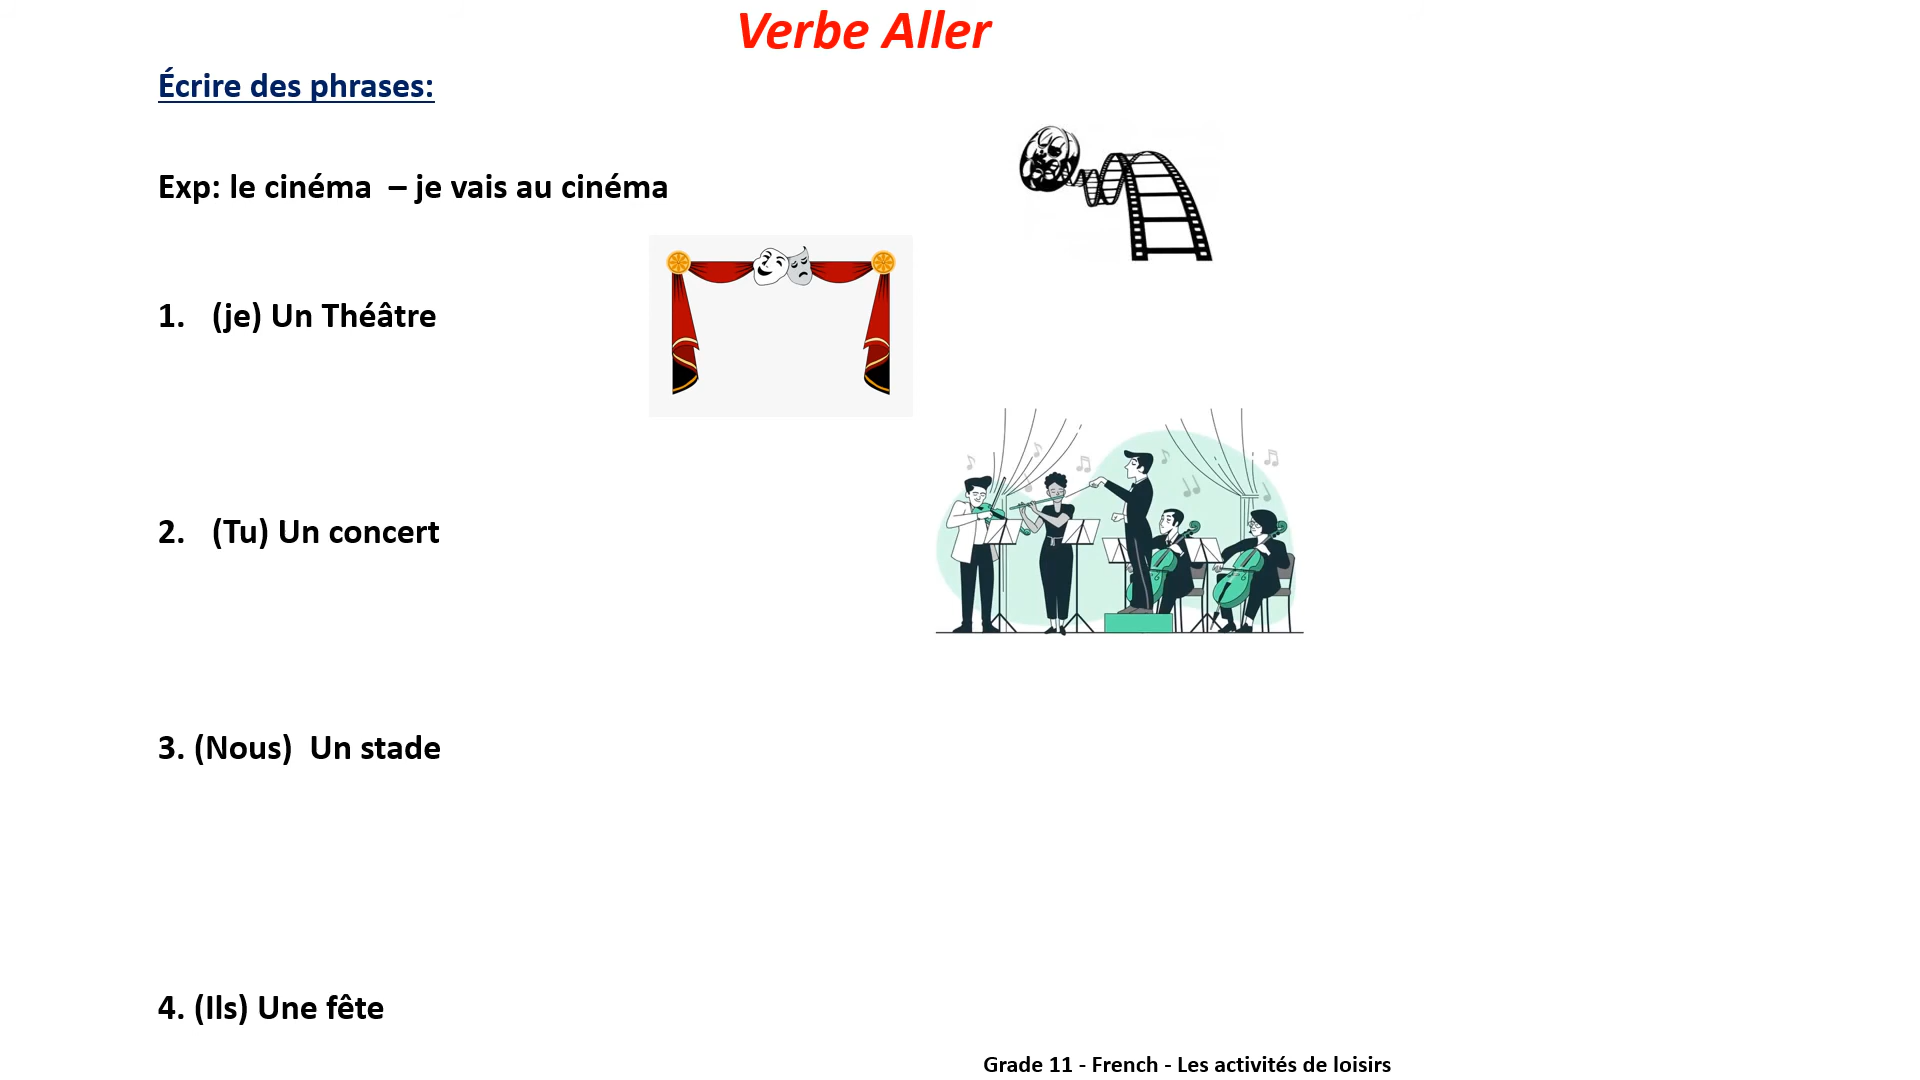 Verbe Aller
Écrire des phrases:
Exp: le cinéma – je vais au cinéma
1. (je) Un Théâtre
2. (Tu) Un concert
3. (Nous) Un stade
4. (Ils) Une fête
Grade 11 - French - Les activités de loisirs